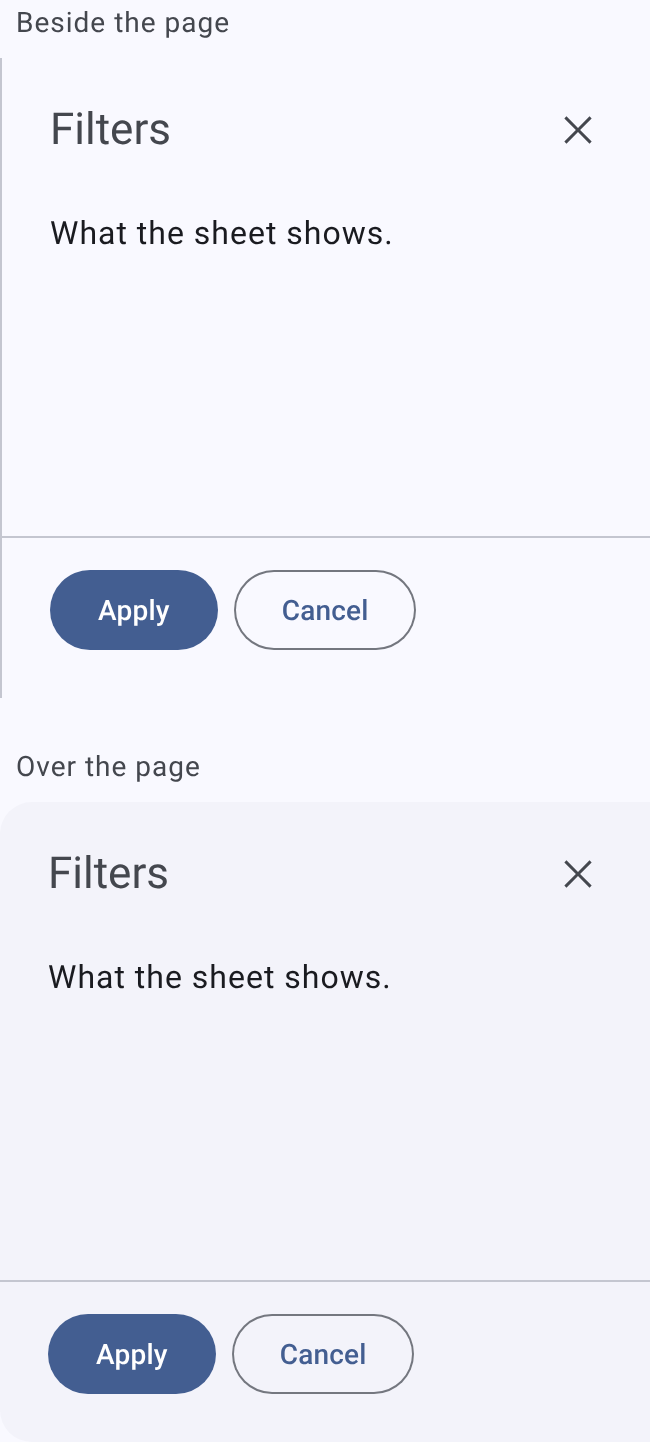 Beside the page
Filters
What the sheet shows.
Apply Cancel
Over the page
Filters
What the sheet shows.
Apply Cancel